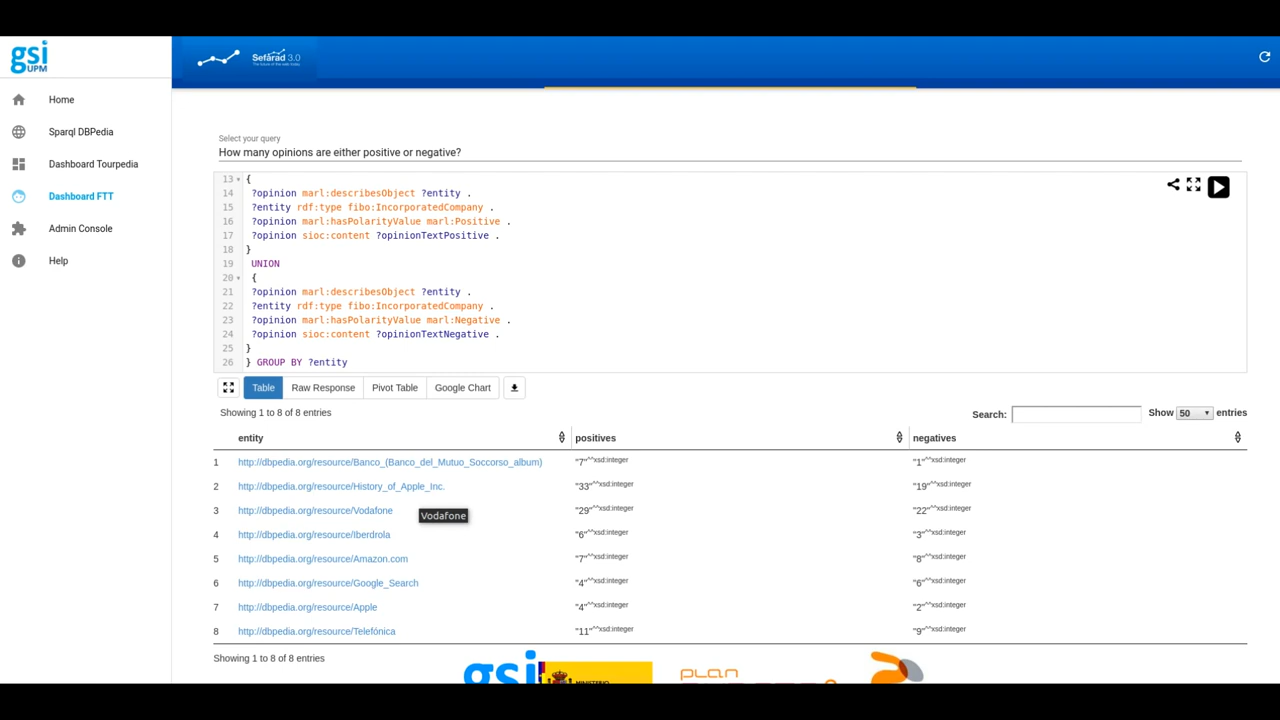 gsi
UPM
Sefarad 3.0
The future of the web today
Home
Sparql DBPedia
Dashboard Tourpedia
Dashboard FTT
Admin Console
Help
Select your query
How many opinions are either positive or negative?
13 {
14 ?opinion marl:describesObject ?entity .
15 ?entity rdf:type fibo:IncorporatedCompany .
16 ?opinion marl:hasPolarityValue marl:Positive .
17 ?opinion sioc:content ?opinionTextPositive .
18 }
19 UNION
20 {
21 ?opinion marl:describesObject ?entity .
22 ?entity rdf:type fibo:IncorporatedCompany .
23 ?opinion marl:hasPolarityValue marl:Negative .
24 ?opinion sioc:content ?opinionTextNegative .
25 }
26 } GROUP BY ?entity
Table Raw Response Pivot Table Google Chart
Showing 1 to 8 of 8 entries Search: Show 50 entries
entity positives negatives
1 http://dbpedia.org/resource/Banco_(Banco_del_Mutuo_Soccorso_album) "7"^^xsd:integer "1"^^xsd:integer
2 http://dbpedia.org/resource/History_of_Apple_Inc. "33"^^xsd:integer "19"^^xsd:integer
3 http://dbpedia.org/resource/Vodafone "29"^^xsd:integer "22"^^xsd:integer
Vodafone
4 http://dbpedia.org/resource/Iberdrola "6"^^xsd:integer "3"^^xsd:integer
5 http://dbpedia.org/resource/Amazon.com "7"^^xsd:integer "8"^^xsd:integer
6 http://dbpedia.org/resource/Google_Search "4"^^xsd:integer "6"^^xsd:integer
7 http://dbpedia.org/resource/Apple "4"^^xsd:integer "2"^^xsd:integer
8 http://dbpedia.org/resource/Telefónica "11"^^xsd:integer "9"^^xsd:integer
Showing 1 to 8 of 8 entries
gsi MINISTERIO PLAN